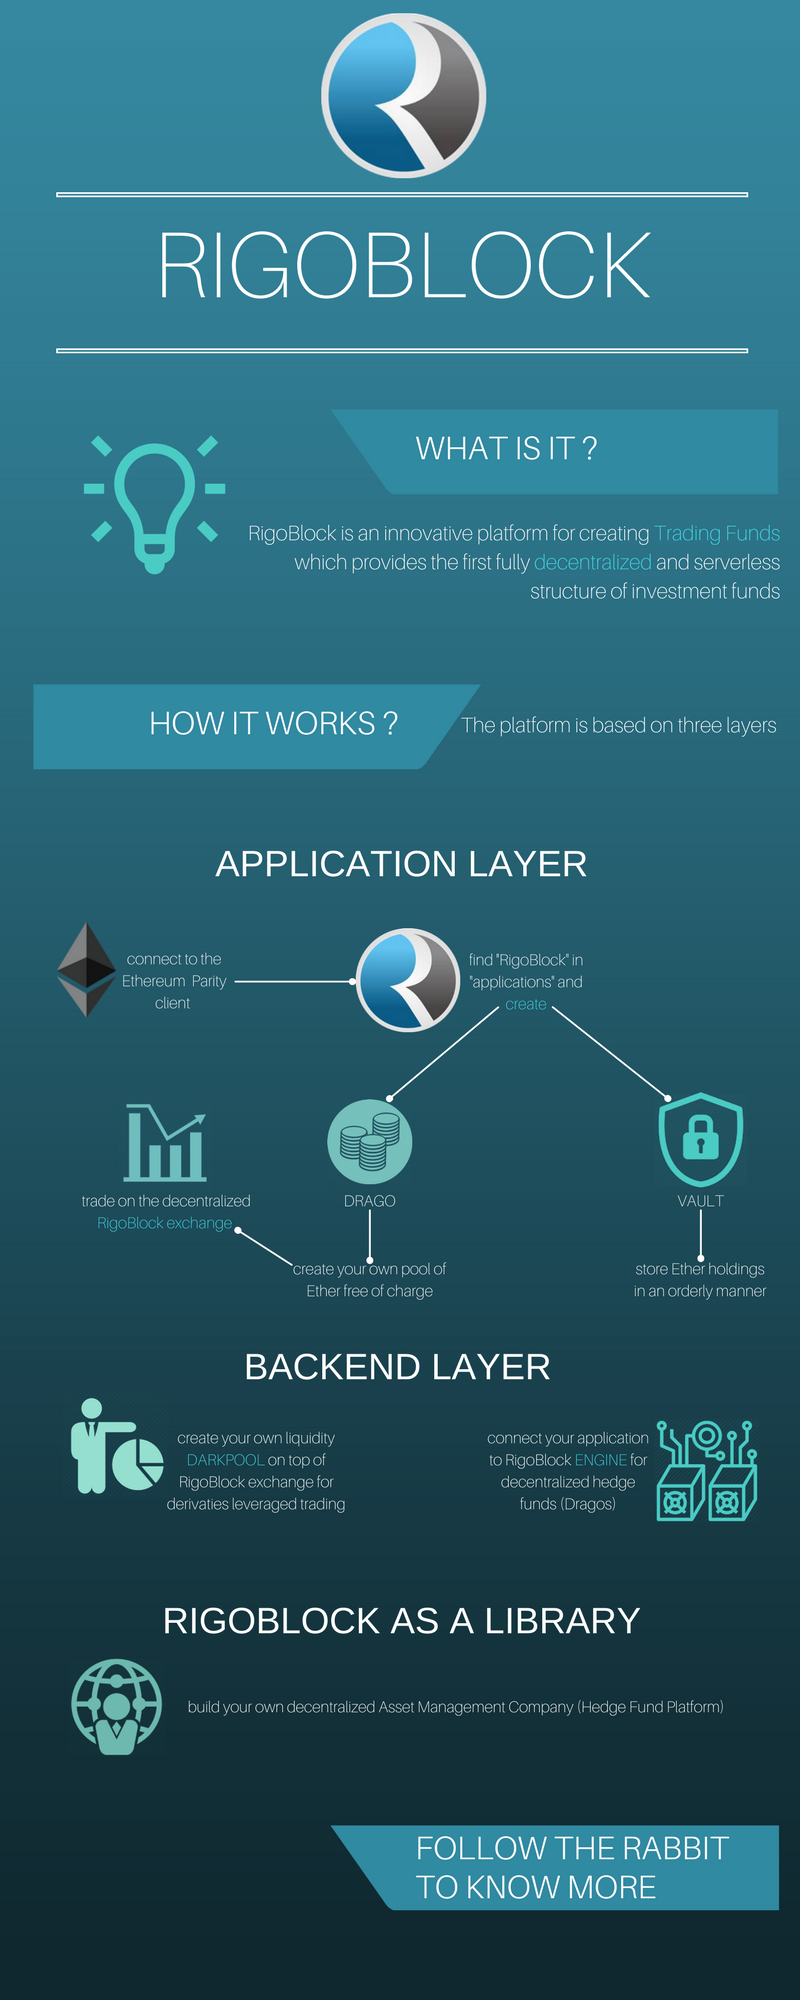 RIGOBLOCK
WHAT IS IT ?
RigoBlock is an innovative platform for creating Trading Funds
which provides the first fully decentralized and serverless
structure of investment funds
HOW IT WORKS ?
The platform is based on three layers
APPLICATION LAYER
connect to the
Ethereum Parity
client
find "RigoBlock" in
"applications" and
create
trade on the decentralized
RigoBlock exchange
DRAGO
create your own pool of
Ether free of charge
VAULT
store Ether holdings
in an orderly manner
BACKEND LAYER
create your own liquidity
DARKPOOL on top of
RigoBlock exchange for
derivaties leveraged trading
connect your application
to RigoBlock ENGINE for
decentralized hedge
funds (Dragos)
RIGOBLOCK AS A LIBRARY
build your own decentralized Asset Management Company (Hedge Fund Platform)
FOLLOW THE RABBIT
TO KNOW MORE